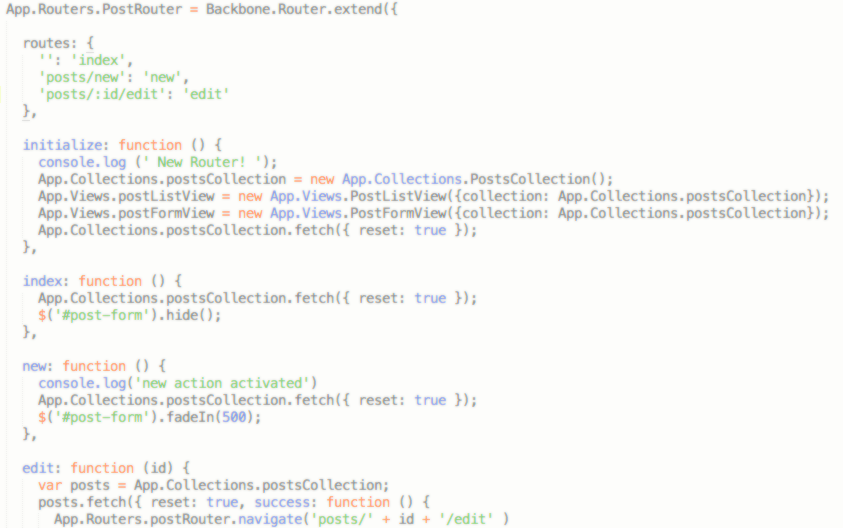 App.Routers.PostRouter = Backbone.Router.extend({
routes: {
'': 'index',
'posts/new': 'new',
'posts/:id/edit': 'edit'
},
initialize: function () {
console.log (' New Router! ');
App.Collections.postsCollection = new App.Collections.PostsCollection();
App.Views.postListView = new App.Views.PostListView({collection: App.Collections.postsCollection});
App.Views.postFormView = new App.Views.PostFormView({collection: App.Collections.postsCollection});
App.Collections.postsCollection.fetch({ reset: true });
},
index: function () {
App.Collections.postsCollection.fetch({ reset: true });
$('#post-form').hide();
},
new: function () {
console.log('new action activated')
App.Collections.postsCollection.fetch({ reset: true });
$('#post-form').fadeIn(500);
},
edit: function (id) {
var posts = App.Collections.postsCollection;
posts.fetch({ reset: true, success: function () {
App.Routers.postRouter.navigate('posts/' + id + '/edit' )